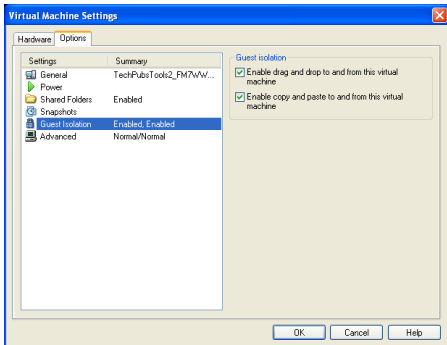 Virtual Machine Settings
Hardware Options
Settings Summary
General TechPubsTools2_FM7WW...
Power
Shared Folders Enabled
Snapshots
Guest Isolation Enabled, Enabled
Advanced Normal/Normal
Guest isolation
Enable drag and drop to and from this virtual
machine
Enable copy and paste to and from this virtual
machine
OK Cancel Help